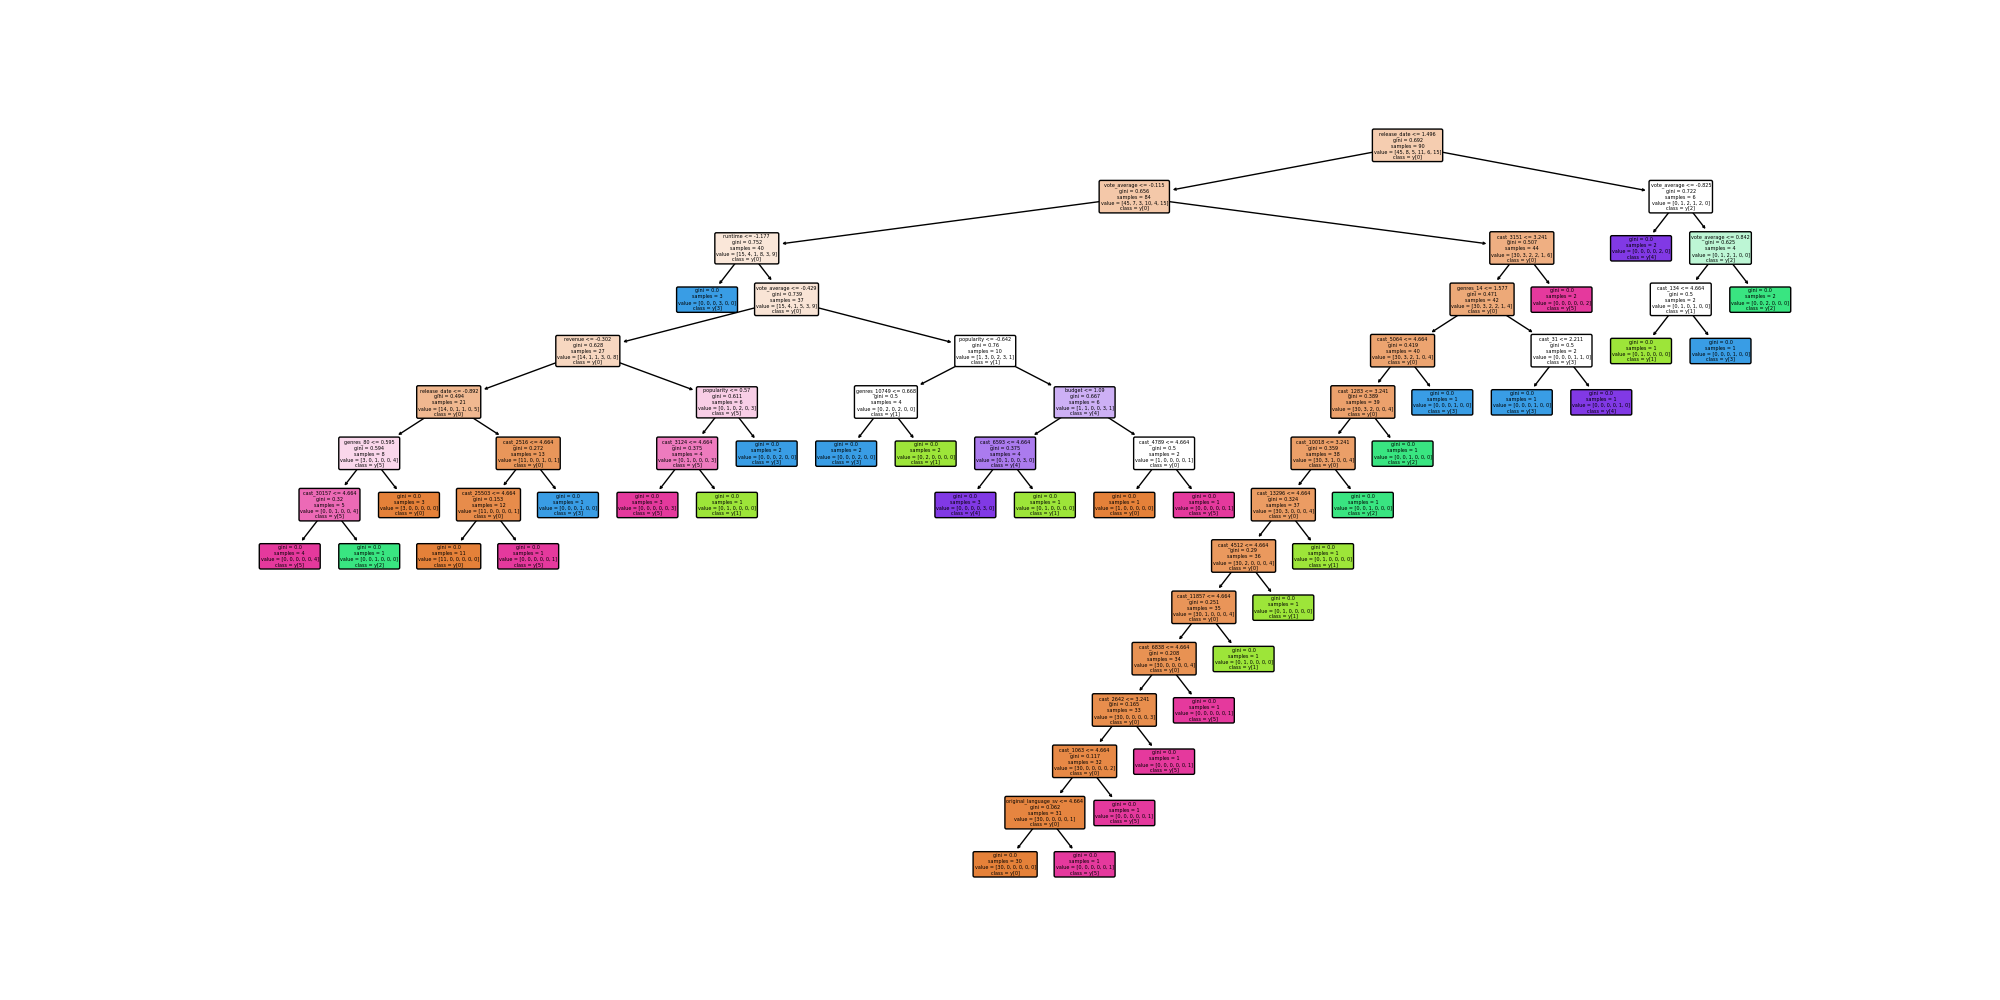 release_date <= 1.496
gini = 0.692
samples = 90
value = [45, 8, 5, 11, 6, 15]
class = y[0]
vote_average <= -0.115
gini = 0.656
samples = 84
value = [45, 7, 3, 10, 4, 15]
class = y[0]
vote_average <= -0.825
gini = 0.722
samples = 6
value = [0, 1, 2, 1, 2, 0]
class = y[2]
runtime <= -1.177
gini = 0.752
samples = 40
value = [15, 4, 1, 8, 3, 9]
class = y[0]
cast_3151 <= 3.241
gini = 0.507
samples = 44
value = [30, 3, 2, 2, 1, 6]
class = y[0]
gini = 0.0
samples = 2
value = [0, 0, 0, 0, 2, 0]
class = y[4]
vote_average <= 0.842
gini = 0.625
samples = 4
value = [0, 1, 2, 1, 0, 0]
class = y[2]
gini = 0.0
samples = 3
value = [0, 0, 0, 3, 0, 0]
class = y[3]
vote_average <= -0.429
gini = 0.739
samples = 37
value = [15, 4, 1, 5, 3, 9]
class = y[0]
genres_14 <= 1.577
gini = 0.471
samples = 42
value = [30, 3, 2, 2, 1, 4]
class = y[0]
gini = 0.0
samples = 2
value = [0, 0, 0, 0, 0, 2]
class = y[5]
cast_134 <= 4.664
gini = 0.5
samples = 2
value = [0, 1, 0, 1, 0, 0]
class = y[1]
gini = 0.0
samples = 2
value = [0, 0, 2, 0, 0, 0]
class = y[2]
revenue <= -0.302
gini = 0.628
samples = 27
value = [14, 1, 1, 3, 0, 8]
class = y[0]
popularity <= -0.642
gini = 0.76
samples = 10
value = [1, 3, 0, 2, 3, 1]
class = y[1]
cast_5064 <= 4.664
gini = 0.419
samples = 40
value = [30, 3, 2, 1, 0, 4]
class = y[0]
cast_31 <= 2.211
gini = 0.5
samples = 2
value = [0, 0, 0, 1, 1, 0]
class = y[3]
gini = 0.0
samples = 1
value = [0, 1, 0, 0, 0, 0]
class = y[1]
gini = 0.0
samples = 1
value = [0, 0, 0, 1, 0, 0]
class = y[3]
release_date <= -0.892
gini = 0.494
samples = 21
value = [14, 0, 1, 1, 0, 5]
class = y[0]
popularity <= 0.57
gini = 0.611
samples = 6
value = [0, 1, 0, 2, 0, 3]
class = y[5]
genres_10749 <= 0.668
gini = 0.5
samples = 4
value = [0, 2, 0, 2, 0, 0]
class = y[1]
budget <= 1.09
gini = 0.667
samples = 6
value = [1, 1, 0, 0, 3, 1]
class = y[4]
cast_1283 <= 3.241
gini = 0.389
samples = 39
value = [30, 3, 2, 0, 0, 4]
class = y[0]
gini = 0.0
samples = 1
value = [0, 0, 0, 1, 0, 0]
class = y[3]
gini = 0.0
samples = 1
value = [0, 0, 0, 1, 0, 0]
class = y[3]
gini = 0.0
samples = 1
value = [0, 0, 0, 0, 1, 0]
class = y[4]
genres_80 <= 0.595
gini = 0.594
samples = 8
value = [3, 0, 1, 0, 0, 4]
class = y[5]
cast_2516 <= 4.664
gini = 0.272
samples = 13
value = [11, 0, 0, 1, 0, 1]
class = y[0]
cast_3124 <= 4.664
gini = 0.375
samples = 4
value = [0, 1, 0, 0, 0, 3]
class = y[5]
gini = 0.0
samples = 2
value = [0, 0, 0, 2, 0, 0]
class = y[3]
gini = 0.0
samples = 2
value = [0, 0, 0, 2, 0, 0]
class = y[3]
gini = 0.0
samples = 2
value = [0, 2, 0, 0, 0, 0]
class = y[1]
cast_6593 <= 4.664
gini = 0.375
samples = 4
value = [0, 1, 0, 0, 3, 0]
class = y[4]
cast_4789 <= 4.664
gini = 0.5
samples = 2
value = [1, 0, 0, 0, 0, 1]
class = y[0]
cast_10018 <= 3.241
gini = 0.359
samples = 38
value = [30, 3, 1, 0, 0, 4]
class = y[0]
gini = 0.0
samples = 1
value = [0, 0, 1, 0, 0, 0]
class = y[2]
cast_30157 <= 4.664
gini = 0.32
samples = 5
value = [0, 0, 1, 0, 0, 4]
class = y[5]
gini = 0.0
samples = 3
value = [3, 0, 0, 0, 0, 0]
class = y[0]
cast_25503 <= 4.664
gini = 0.153
samples = 12
value = [11, 0, 0, 0, 0, 1]
class = y[0]
gini = 0.0
samples = 1
value = [0, 0, 0, 1, 0, 0]
class = y[3]
gini = 0.0
samples = 3
value = [0, 0, 0, 0, 0, 3]
class = y[5]
gini = 0.0
samples = 1
value = [0, 1, 0, 0, 0, 0]
class = y[1]
gini = 0.0
samples = 3
value = [0, 0, 0, 0, 3, 0]
class = y[4]
gini = 0.0
samples = 1
value = [0, 1, 0, 0, 0, 0]
class = y[1]
gini = 0.0
samples = 1
value = [1, 0, 0, 0, 0, 0]
class = y[0]
gini = 0.0
samples = 1
value = [0, 0, 0, 0, 0, 1]
class = y[5]
cast_13296 <= 4.664
gini = 0.324
samples = 37
value = [30, 3, 0, 0, 0, 4]
class = y[0]
gini = 0.0
samples = 1
value = [0, 0, 1, 0, 0, 0]
class = y[2]
gini = 0.0
samples = 4
value = [0, 0, 0, 0, 0, 4]
class = y[5]
gini = 0.0
samples = 1
value = [0, 0, 1, 0, 0, 0]
class = y[2]
gini = 0.0
samples = 11
value = [11, 0, 0, 0, 0, 0]
class = y[0]
gini = 0.0
samples = 1
value = [0, 0, 0, 0, 0, 1]
class = y[5]
cast_4512 <= 4.664
gini = 0.29
samples = 36
value = [30, 2, 0, 0, 0, 4]
class = y[0]
gini = 0.0
samples = 1
value = [0, 1, 0, 0, 0, 0]
class = y[1]
cast_11857 <= 4.664
gini = 0.251
samples = 35
value = [30, 1, 0, 0, 0, 4]
class = y[0]
gini = 0.0
samples = 1
value = [0, 1, 0, 0, 0, 0]
class = y[1]
cast_6838 <= 4.664
gini = 0.208
samples = 34
value = [30, 0, 0, 0, 0, 4]
class = y[0]
gini = 0.0
samples = 1
value = [0, 1, 0, 0, 0, 0]
class = y[1]
cast_2642 <= 3.241
gini = 0.165
samples = 33
value = [30, 0, 0, 0, 0, 3]
class = y[0]
gini = 0.0
samples = 1
value = [0, 0, 0, 0, 0, 1]
class = y[5]
cast_1063 <= 4.664
gini = 0.117
samples = 32
value = [30, 0, 0, 0, 0, 2]
class = y[0]
gini = 0.0
samples = 1
value = [0, 0, 0, 0, 0, 1]
class = y[5]
original_language_sv <= 4.664
gini = 0.062
samples = 31
value = [30, 0, 0, 0, 0, 1]
class = y[0]
gini = 0.0
samples = 1
value = [0, 0, 0, 0, 0, 1]
class = y[5]
gini = 0.0
samples = 30
value = [30, 0, 0, 0, 0, 0]
class = y[0]
gini = 0.0
samples = 1
value = [0, 0, 0, 0, 0, 1]
class = y[5]